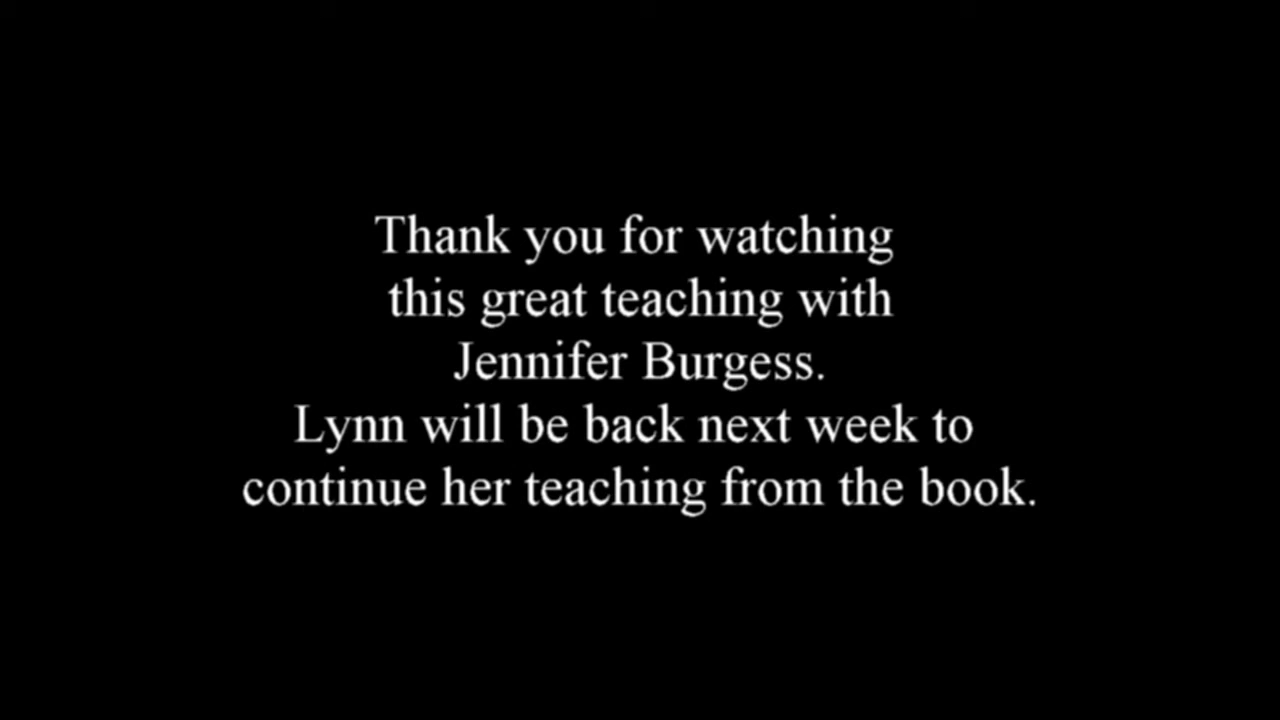 Thank you for watching
this great teaching with
Jennifer Burgess.
Lynn will be back next week to
continue her teaching from the book.